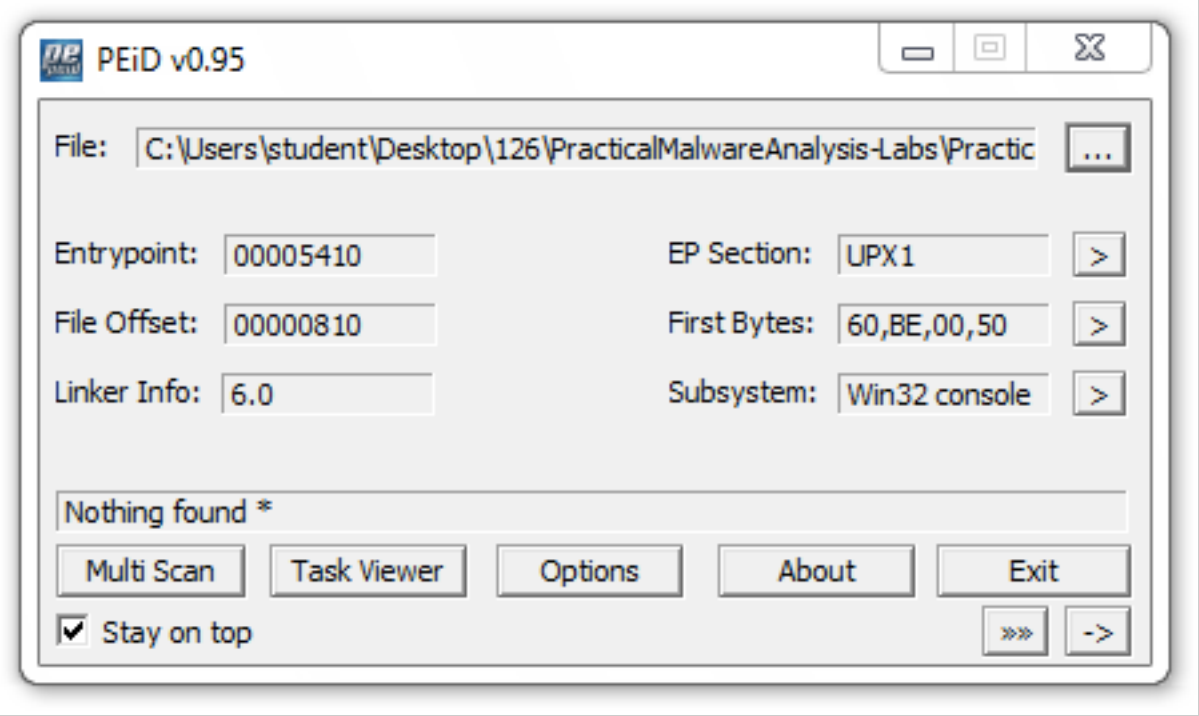 PEiD v0.95
File: C:\Users\student\Desktop\126\PracticalMalwareAnalysis-Labs\Practic ...
Entrypoint: 00005410 EP Section: UPX1 >
File Offset: 00000810 First Bytes: 60,BE,00,50 >
Linker Info: 6.0 Subsystem: Win32 console >
Nothing found *
Multi Scan Task Viewer Options About Exit
Stay on top »» ->